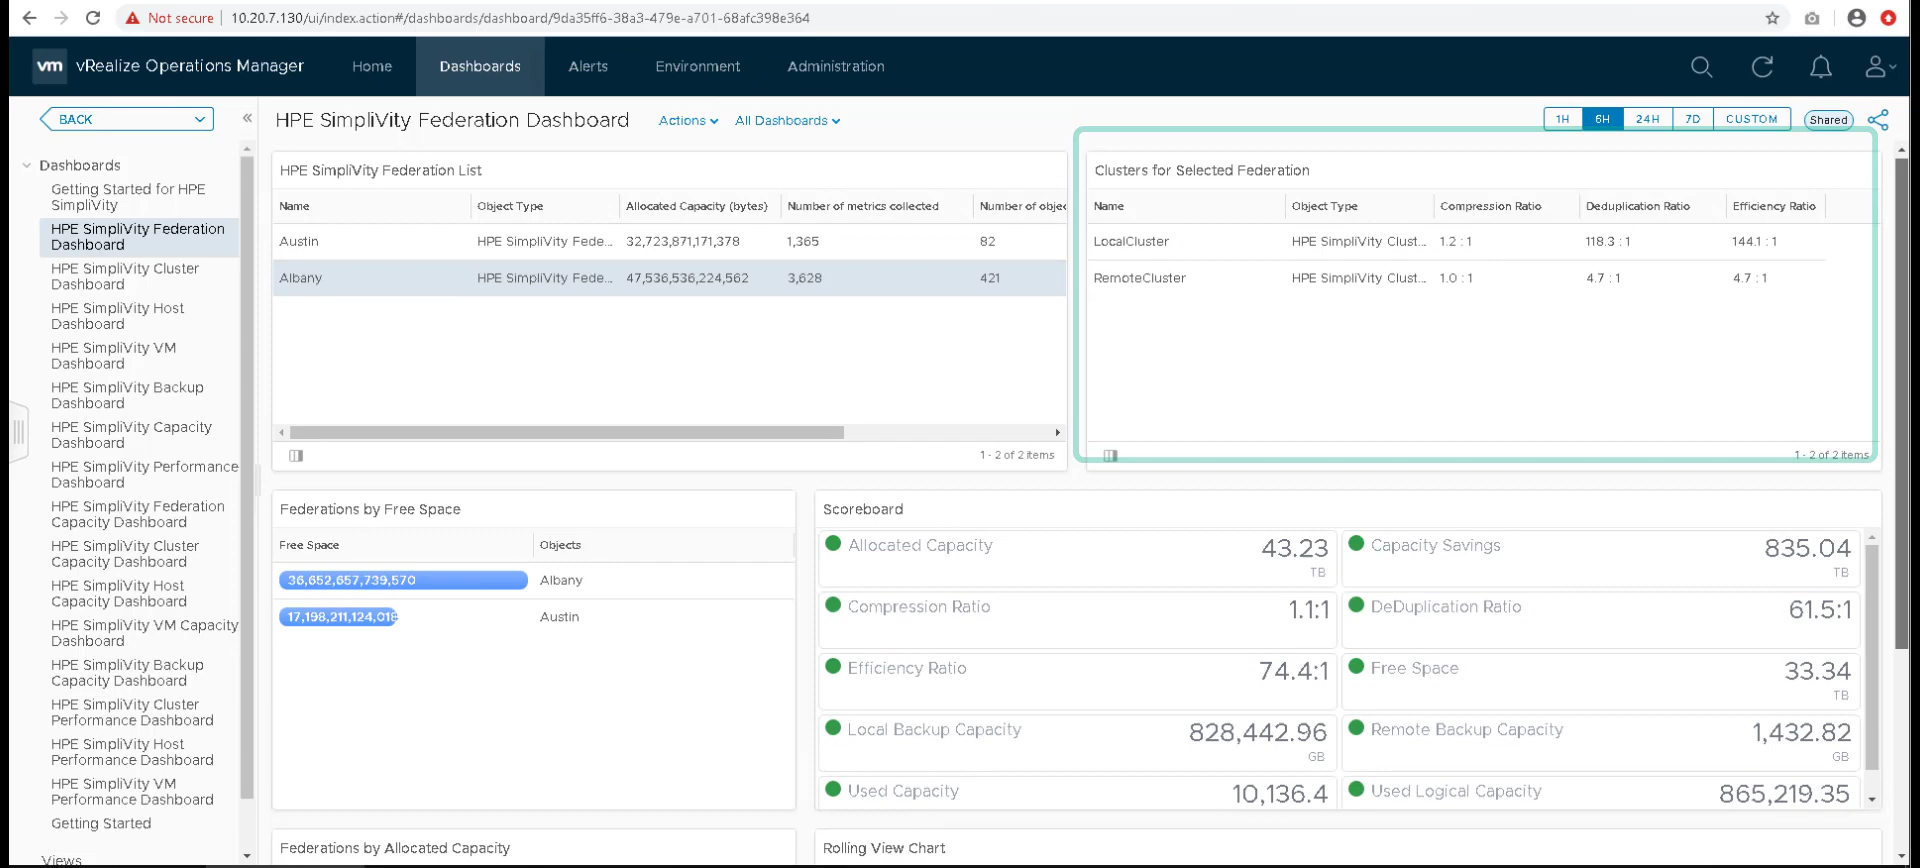 Not secure | 10.20.7.130/ui/index.action#/dashboards/dashboard/9da35ff6-38a3-479e-a701-68afc398e364
vm vRealize Operations Manager Home Dashboards Alerts Environment Administration
BACK
Dashboards
Getting Started for HPE
SimpliVity
HPE SimpliVity Federation
Dashboard
HPE SimpliVity Cluster
Dashboard
HPE SimpliVity Host
Dashboard
HPE SimpliVity VM
Dashboard
HPE SimpliVity Backup
Dashboard
HPE SimpliVity Capacity
Dashboard
HPE SimpliVity Performance
Dashboard
HPE SimpliVity Federation
Capacity Dashboard
HPE SimpliVity Cluster
Capacity Dashboard
HPE SimpliVity Host
Capacity Dashboard
HPE SimpliVity VM Capacity
Dashboard
HPE SimpliVity Backup
Capacity Dashboard
HPE SimpliVity Cluster
Performance Dashboard
HPE SimpliVity Host
Performance Dashboard
HPE SimpliVity VM
Performance Dashboard
Getting Started
Views
HPE SimpliVity Federation Dashboard Actions All Dashboards 1H 6H 24H 7D CUSTOM Shared
HPE SimpliVity Federation List
Name Object Type Allocated Capacity (bytes) Number of metrics collected Number of objec
Austin HPE SimpliVity Fede... 32,723,871,171,378 1,365 82
Albany HPE SimpliVity Fede... 47,536,536,224,562 3,628 421
1 - 2 of 2 items
Clusters for Selected Federation
Name Object Type Compression Ratio Deduplication Ratio Efficiency Ratio
LocalCluster HPE SimpliVity Clust... 1.2 : 1 118.3 : 1 144.1 : 1
RemoteCluster HPE SimpliVity Clust... 1.0 : 1 4.7 : 1 4.7 : 1
1 - 2 of 2 items
Federations by Free Space
Free Space Objects
36,652,657,739,570 Albany
17,198,211,124,018 Austin
Scoreboard
Allocated Capacity 43.23 Capacity Savings 835.04
TB TB
Compression Ratio 1.1:1 DeDuplication Ratio 61.5:1
Efficiency Ratio 74.4:1 Free Space 33.34
TB
Local Backup Capacity 828,442.96 Remote Backup Capacity 1,432.82
GB GB
Used Capacity 10,136.4 Used Logical Capacity 865,219.35
Federations by Allocated Capacity
Rolling View Chart